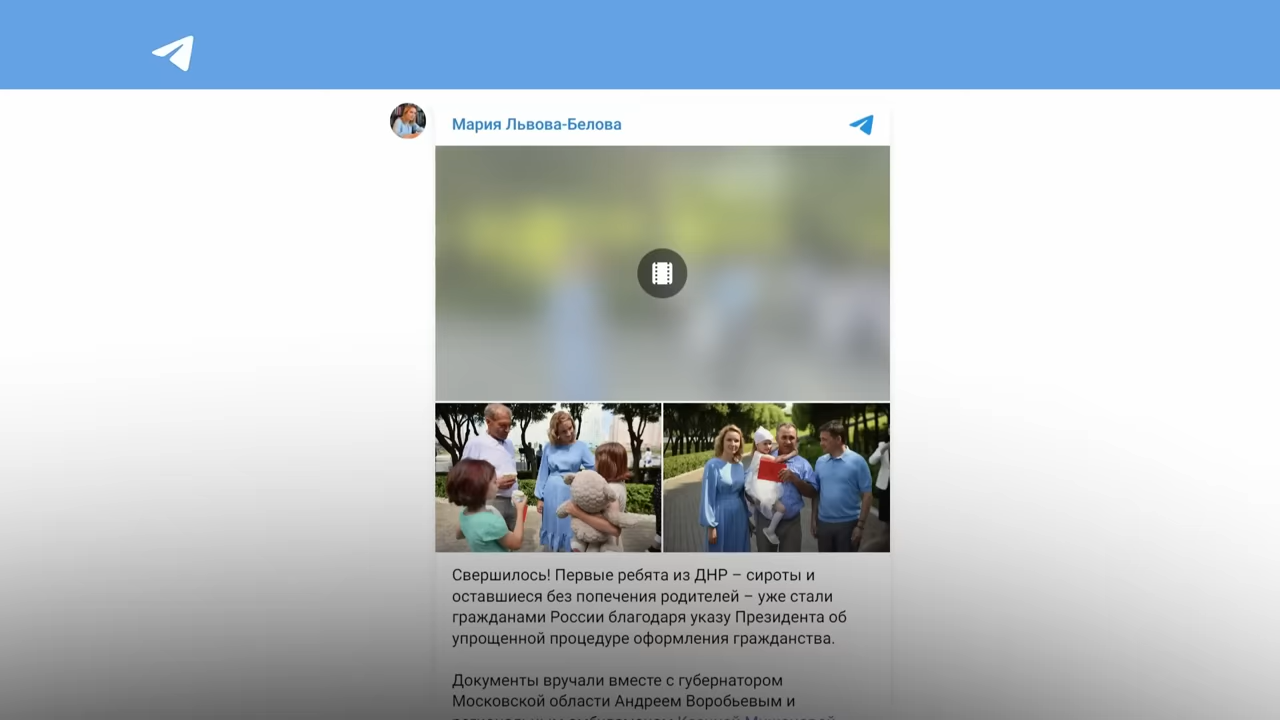 Мария Львова-Белова
Свершилось! Первые ребята из ДНР – сироты и
оставшиеся без попечения родителей – уже стали
гражданами России благодаря указу Президента об
упрощенной процедуре оформления гражданства.
Документы вручали вместе с губернатором
Московской области Андреем Воробьевым и